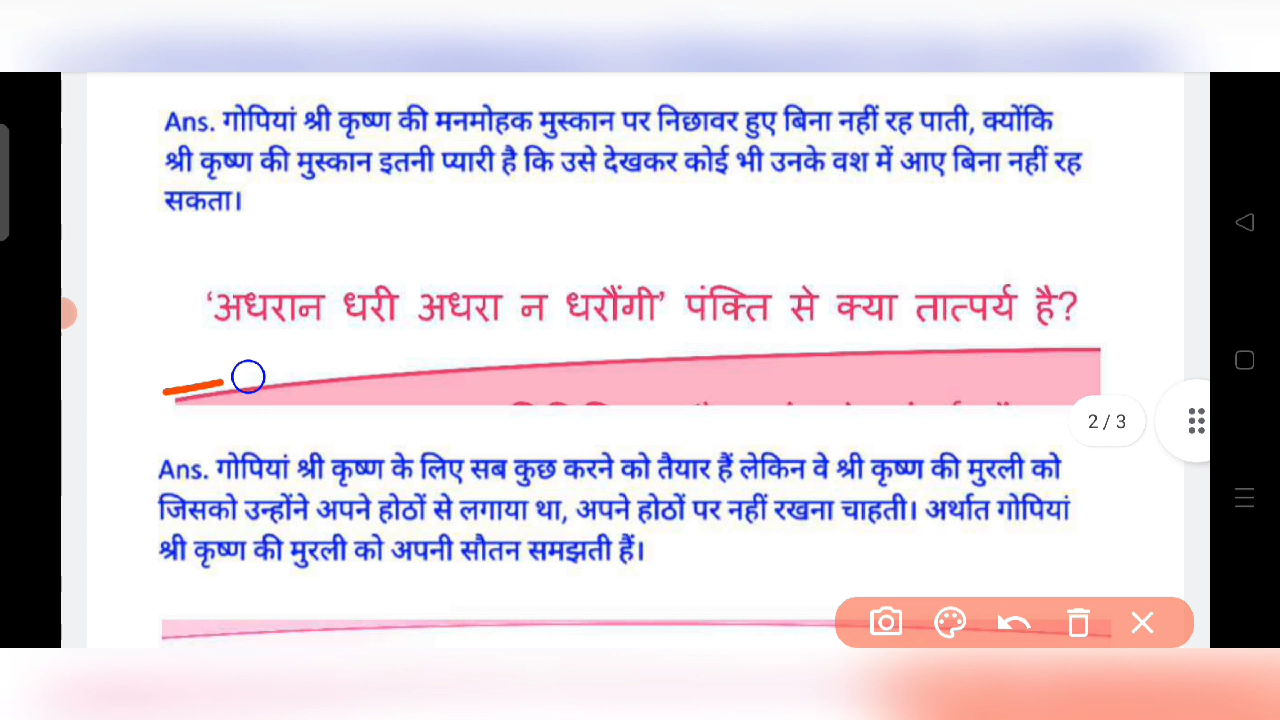 Ans. गोपियां श्री कृष्ण की मनमोहक मुस्कान पर निछावर हुए बिना नहीं रह पाती, क्योंकि
श्री कृष्ण की मुस्कान इतनी प्यारी है कि उसे देखकर कोई भी उनके वश में आए बिना नहीं रह
सकता।
‘अधरान धरी अधरा न धरौंगी’ पंक्ति से क्या तात्पर्य है?
2 / 3
Ans. गोपियां श्री कृष्ण के लिए सब कुछ करने को तैयार हैं लेकिन वे श्री कृष्ण की मुरली को
जिसको उन्होंने अपने होठों से लगाया था, अपने होठों पर नहीं रखना चाहती। अर्थात गोपियां
श्री कृष्ण की मुरली को अपनी सौतन समझती हैं।